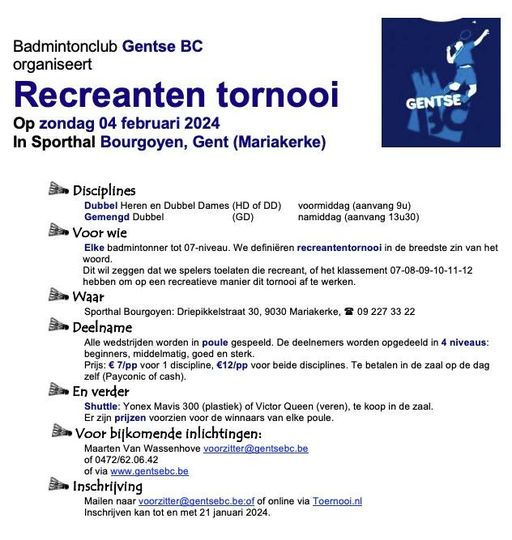 Badmintonclub Gentse BC
organiseert
Recreanten tornooi
Op zondag 04 februari 2024
In Sporthal Bourgoyen, Gent (Mariakerke)
GENTSE
BC
Disciplines
Dubbel Heren en Dubbel Dames (HD of DD) voormiddag (aanvang 9u)
Gemengd Dubbel (GD) namiddag (aanvang 13u30)
Voor wie
Elke badmintonner tot 07-niveau. We definiëren recreantentornooi in de breedste zin van het
woord.
Dit wil zeggen dat we spelers toelaten die recreant, of het klassement 07-08-09-10-11-12
hebben om op een recreatieve manier dit tornooi af te werken.
Waar
Sporthal Bourgoyen: Driepikkelstraat 30, 9030 Mariakerke, ☎ 09 227 33 22
Deelname
Alle wedstrijden worden in poule gespeeld. De deelnemers worden opgedeeld in 4 niveaus:
beginners, middelmatig, goed en sterk.
Prijs: € 7/pp voor 1 discipline, €12/pp voor beide disciplines. Te betalen in de zaal op de dag
zelf (Payconic of cash).
En verder
Shuttle: Yonex Mavis 300 (plastiek) of Victor Queen (veren), te koop in de zaal.
Er zijn prijzen voorzien voor de winnaars van elke poule.
Voor bijkomende inlichtingen:
Maarten Van Wassenhove voorzitter@gentsebc.be
of 0472/62.06.42
of via www.gentsebc.be
Inschrijving
Mailen naar voorzitter@gentsebc.be:of of online via Toernooi.nl
Inschrijven kan tot en met 21 januari 2024.